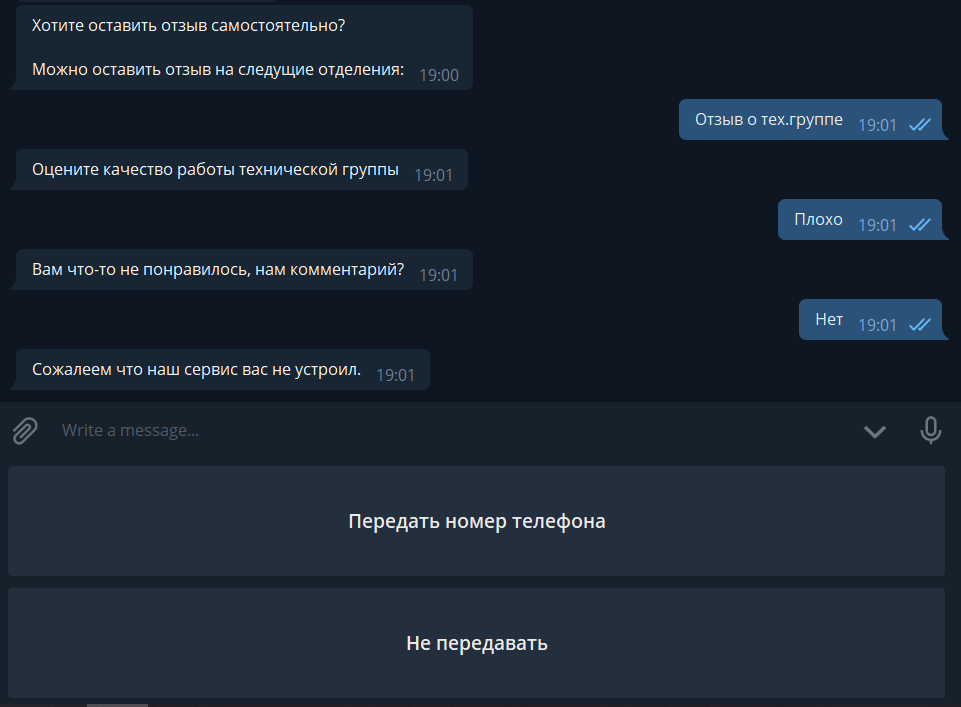 Хотите оставить отзыв самостоятельно?
Можно оставить отзыв на следущие отделения: 19:00
Отзыв о тех.группе 19:01
Оцените качество работы технической группы 19:01
Плохо 19:01
Вам что-то не понравилось, нам комментарий? 19:01
Нет 19:01
Сожалеем что наш сервис вас не устроил. 19:01
Write a message...
Передать номер телефона
Не передавать